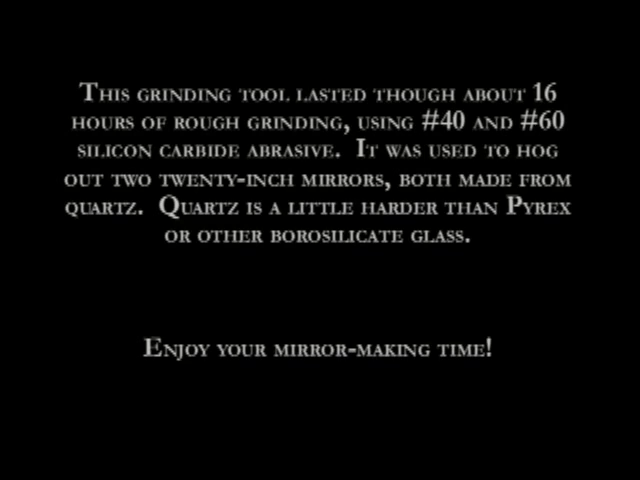 This grinding tool lasted though about 16
hours of rough grinding, using #40 and #60
silicon carbide abrasive.  It was used to hog
out two twenty-inch mirrors, both made from
quartz.  Quartz is a little harder than Pyrex
or other borosilicate glass.
Enjoy your mirror-making time!